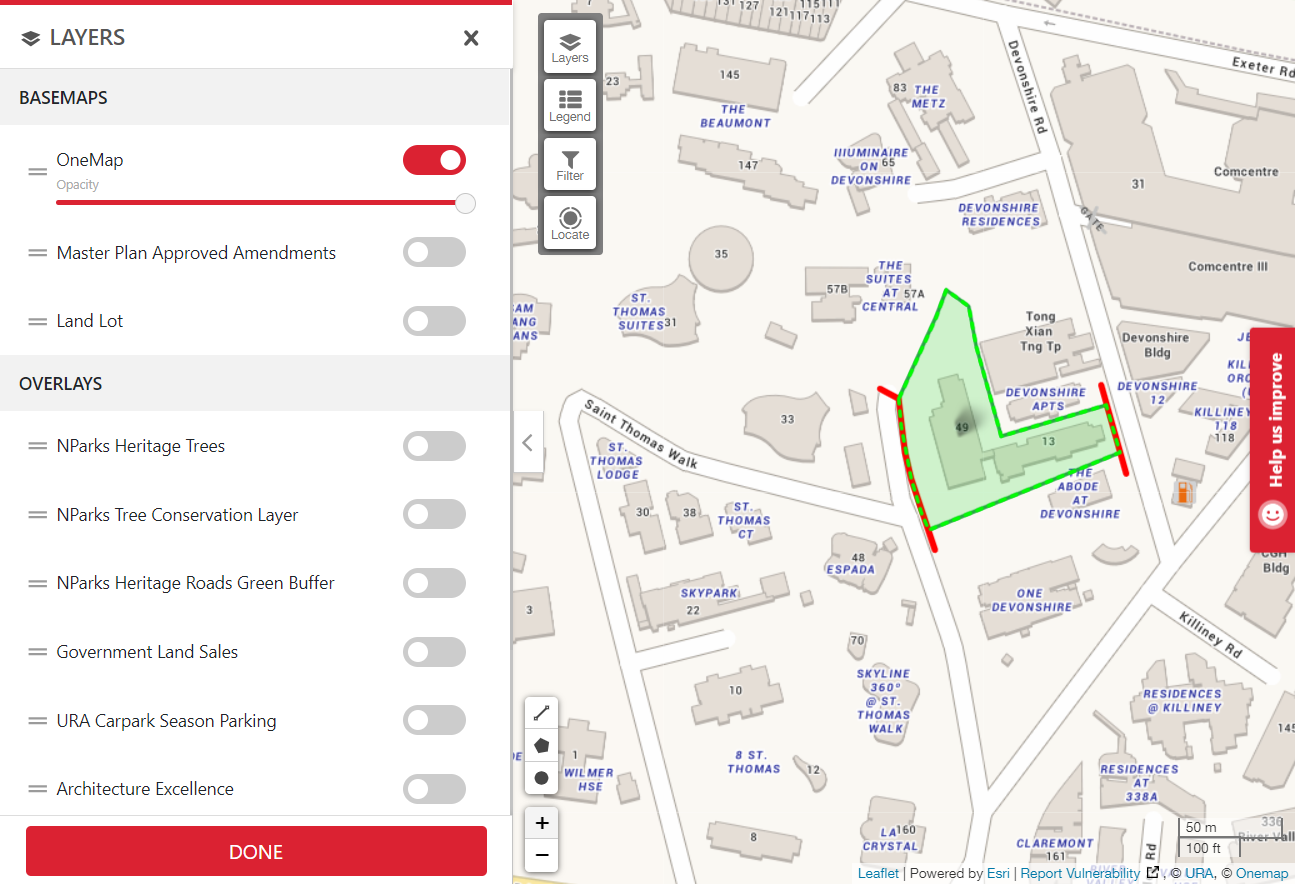 LAYERS
BASEMAPS
OneMap
Opacity
Master Plan Approved Amendments
Land Lot
OVERLAYS
NParks Heritage Trees
NParks Tree Conservation Layer
NParks Heritage Roads Green Buffer
Government Land Sales
URA Carpark Season Parking
Architecture Excellence
DONE
Layers
Legend
Filter
Locate
127
121
117
113
145
THE
BEAUMONT
23
147
83 THE
METZ
Devonshire Rd
Exeter Rd
IIIUMINAIRE
ON 65
DEVONSHIRE
DEVONSHIRE
RESIDENCES
31
Comcentre
GATE
Comcentre III
35
THE
SUITES
AT 57A
CENTRAL
57B
ST.
THOMAS
SUITES 31
Tong
Xian
Tng Tp
Devonshire
Bldg
DEVONSHIRE
12
DEVONSHIRE
APTS
KILLINEY
118
118
Help us improve
Saint Thomas Walk
33
49
13
THE
ABODE
AT
DEVONSHIRE
ST.
THOMAS
LODGE
30
38
ST.
THOMAS
CT
48
ESPADA
SKYPARK
22
3
ONE
DEVONSHIRE
CGH
Bldg
Killiney Rd
70
SKYLINE
360°
@ ST.
THOMAS
WALK
10
RESIDENCES
@ KILLINEY
8 ST.
THOMAS
12
1
WILMER
HSE
RESIDENCES
AT
338A
8
LA 160
CRYSTAL
CLAREMONT
161
Rd
50 m
100 ft
336
River Vall
+
−
Leaflet | Powered by Esri | Report Vulnerability , © URA, © Onemap